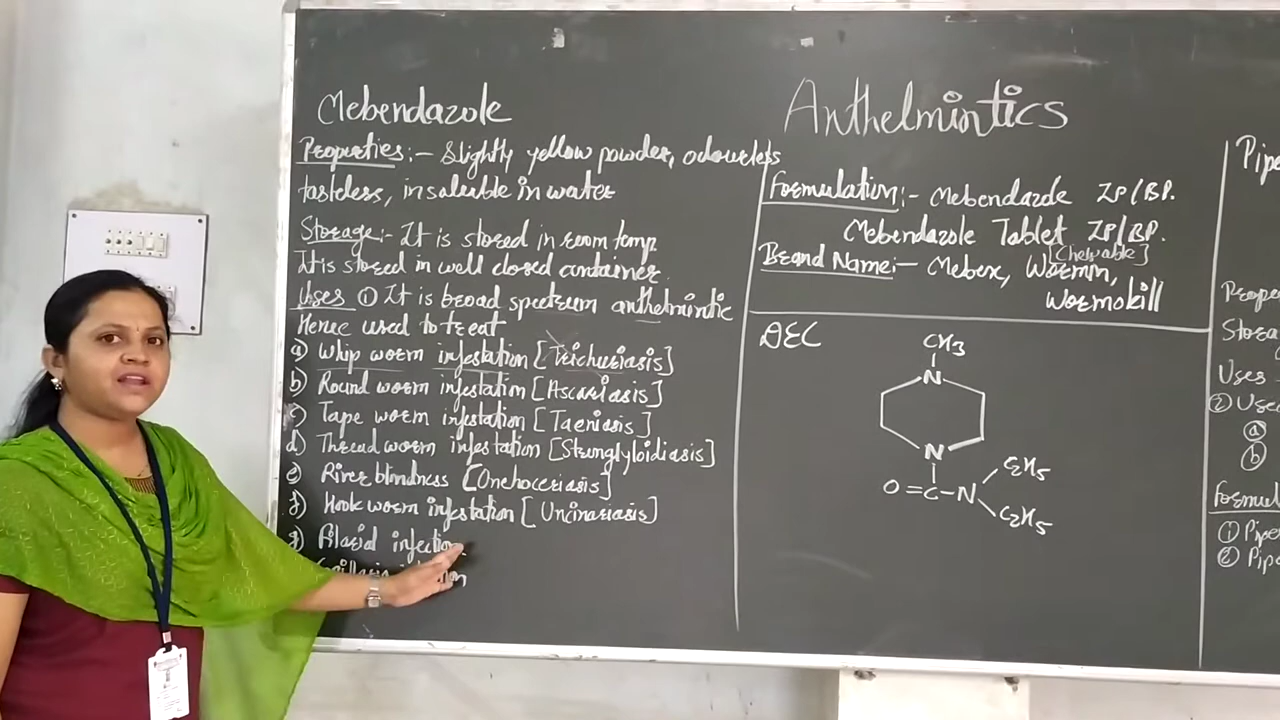 Mebendazole
Properties:- Slightly yellow powder, odourless
tasteless, insoluable in water
Storage:- It is stored in room temp.
It is stored in well closed container.
Uses ① It is broad spectrum anthelmintic
Hence used to treat
a) Whip worm infestation [Trichuriasis]
b) Round worm infestation [Ascariasis]
c) Tape worm infestation [Taeniasis]
d) Thread worm infestation [Strongyloidiasis]
e) River blindness [Onchocerciasis]
f) Hook worm infestation [Uncinariasis]
g) Filarial infection
Anthelmintics
Formulation:- Mebendazole IP/BP.
Mebendazole Tablet IP/BP.
[Chewable]
Brand Name:- Mebex, Wormin,
Wormokill
DEC
CH3
N
N
O=C-N
C2H5
C2H5
Pipe
Prope
Stora
Uses -
② Use
ⓐ
ⓑ
Formul
① Pipe
② Pipe